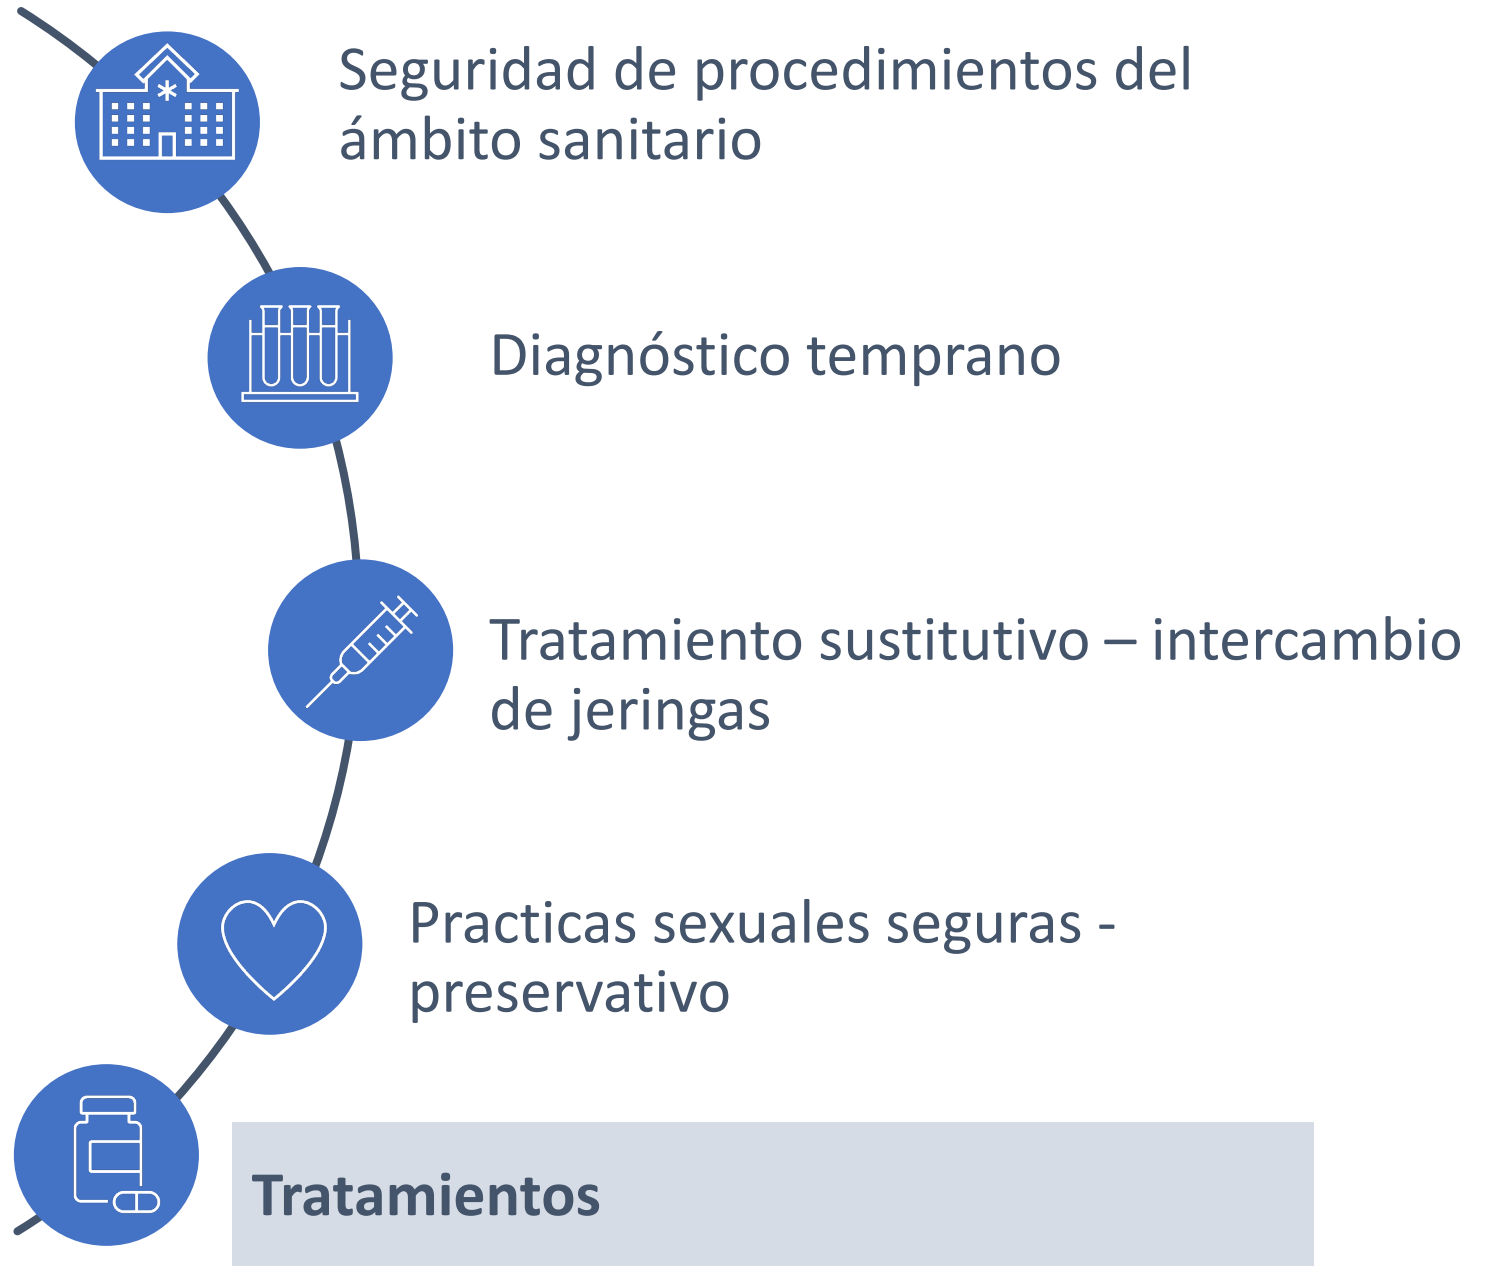 Seguridad de procedimientos del
ámbito sanitario
Diagnóstico temprano
Tratamiento sustitutivo – intercambio
de jeringas
Practicas sexuales seguras -
preservativo
Tratamientos